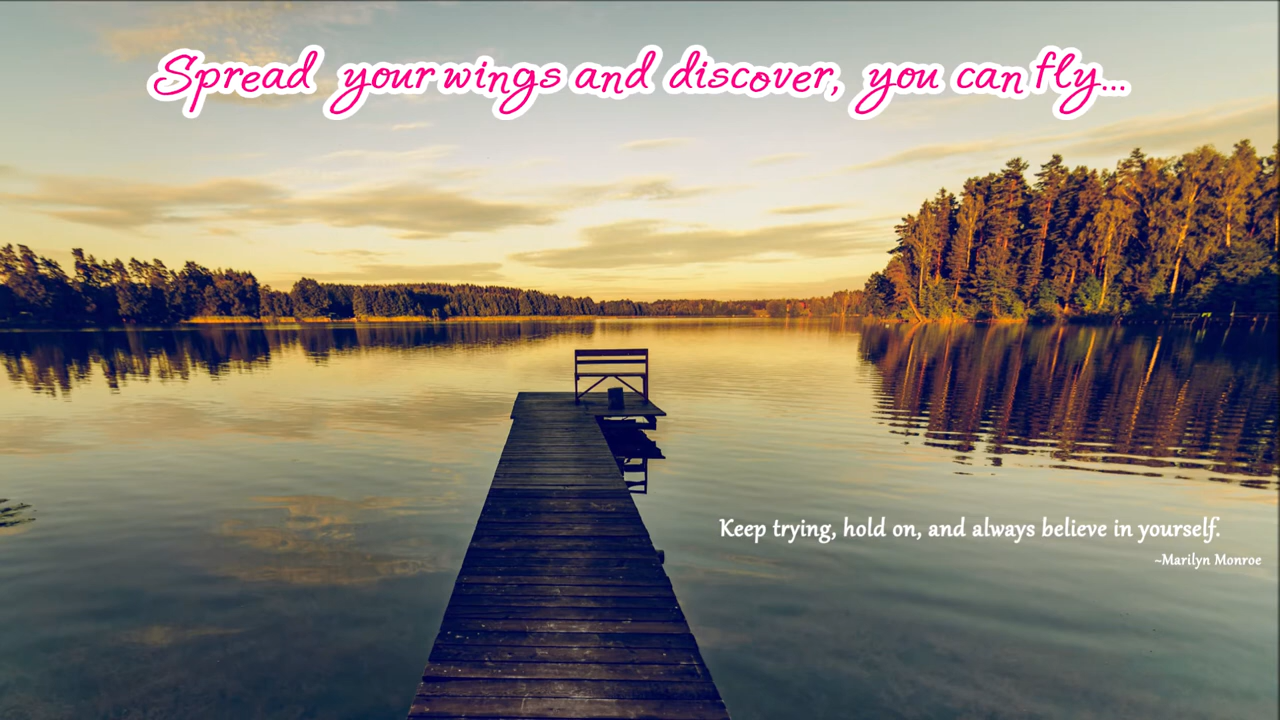 Spread your wings and discover, you can fly...
Keep trying, hold on, and always believe in yourself.
~Marilyn Monroe